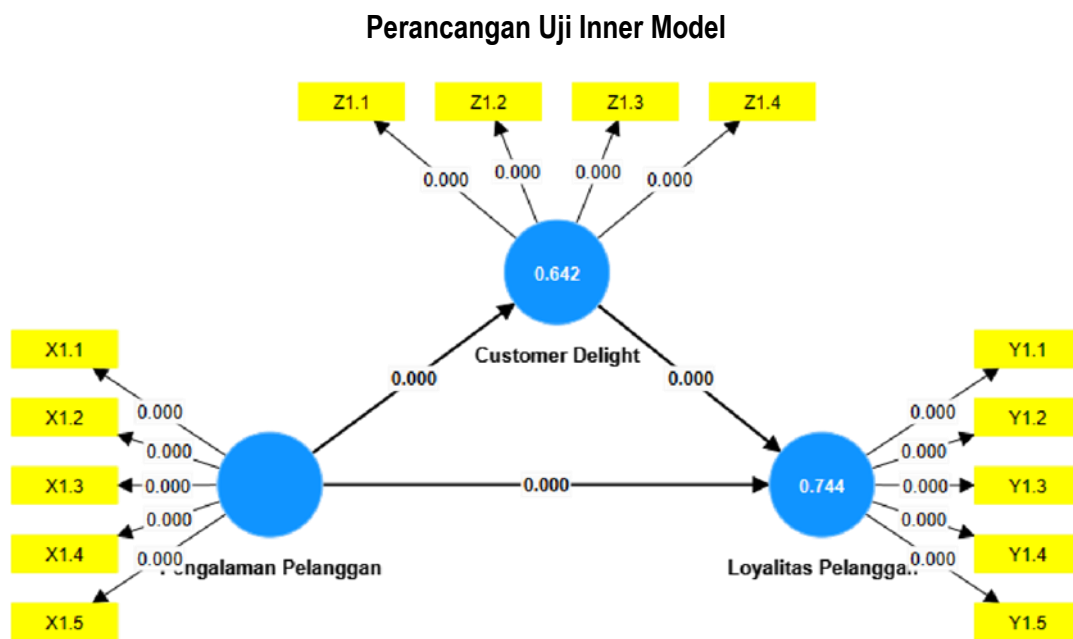 Perancangan Uji Inner Model
Z1.1 Z1.2 Z1.3 Z1.4
0.000 0.000 0.000 0.000
0.642
Customer Delight
0.000 0.000
X1.1
X1.2
X1.3
X1.4
X1.5
0.000
0.000
0.000
0.000
0.000
Pelanggan
0.000
0.744
Loyalitas
0.000
0.000
0.000
0.000
0.000
Y1.1
Y1.2
Y1.3
Y1.4
Y1.5